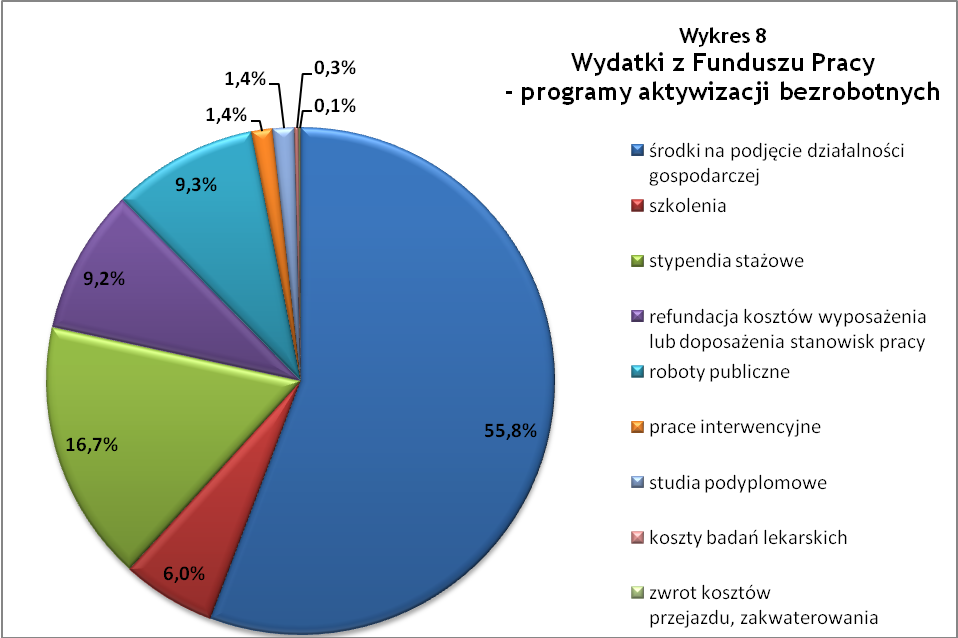 Wykres 8
Wydatki z Funduszu Pracy
- programy aktywizacji bezrobotnych
0,3%
1,4%
0,1%
1,4%
9,3%
9,2%
16,7%
55,8%
6,0%
środki na podjęcie działalności
gospodarczej
szkolenia
stypendia stażowe
refundacja kosztów wyposażenia
lub doposażenia stanowisk pracy
roboty publiczne
prace interwencyjne
studia podyplomowe
koszty badań lekarskich
zwrot kosztów
przejazdu, zakwaterowania